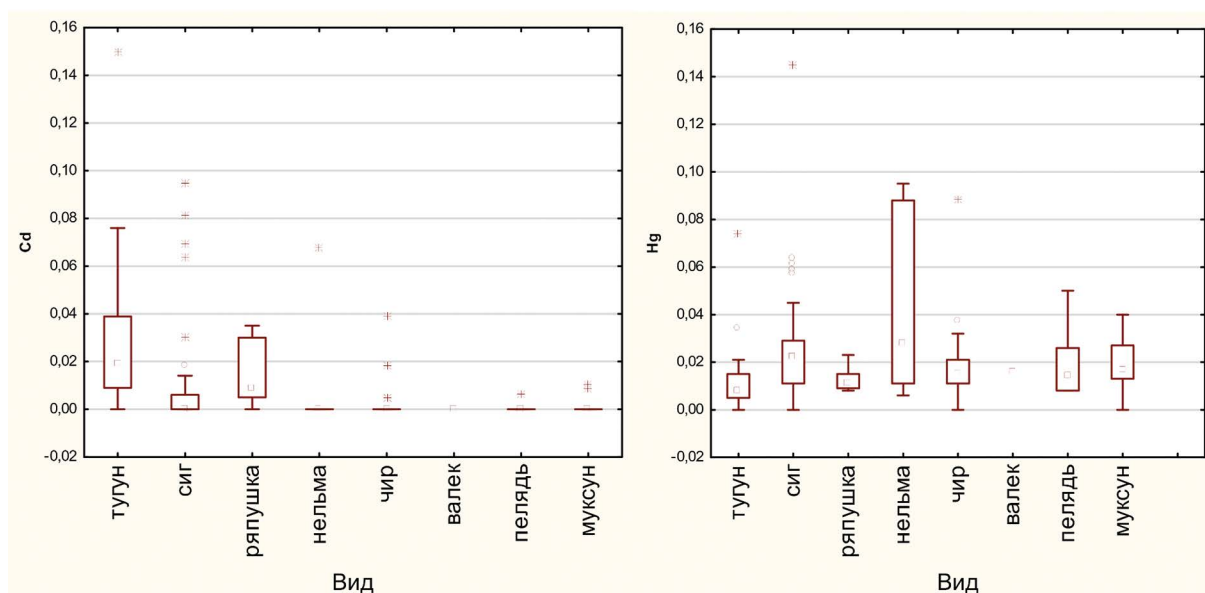 0,16
0,14
0,12
0,10
0,08
0,06
0,04
0,02
0,00
-0,02
Cd
тугун
сиг
ряпушка
нельма
чир
валек
пелядь
муксун
Вид
0,16
0,14
0,12
0,10
0,08
0,06
0,04
0,02
0,00
-0,02
Hg
тугун
сиг
ряпушка
нельма
чир
валек
пелядь
муксун
Вид